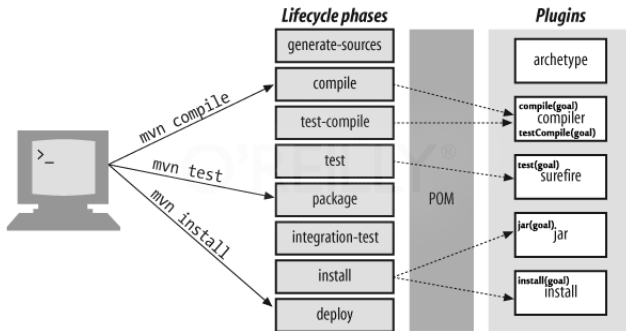 Lifecycle phases
Plugins
generate-sources
compile
test-compile
test
package
integration-test
install
deploy
>_
mvn compile
mvn test
mvn install
O'REILLY®
POM
archetype
compile(goal)
compiler
testCompile(goal)
test(goal)
surefire
jar(goal)
jar
install(goal)
install